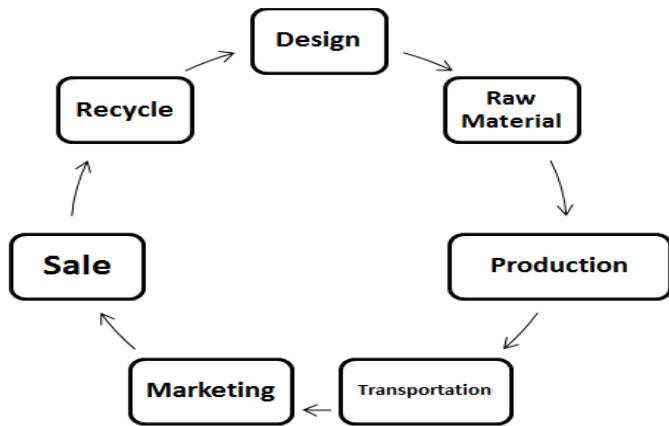 Design
Raw
Material
Production
Transportation
Marketing
Sale
Recycle